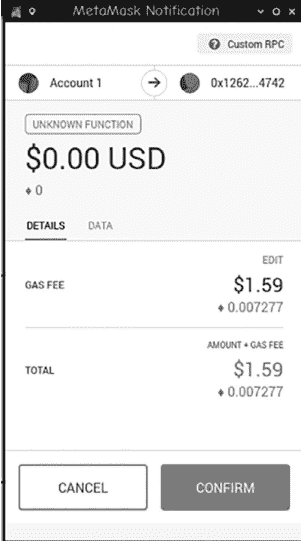 MetaMask Notification
Custom RPC
Account 1
0x1262...4742
UNKNOWN FUNCTION
$0.00 USD
♦ 0
DETAILS
DATA
EDIT
GAS FEE
$1.59
♦ 0.007277
AMOUNT + GAS FEE
TOTAL
$1.59
♦ 0.007277
CANCEL
CONFIRM